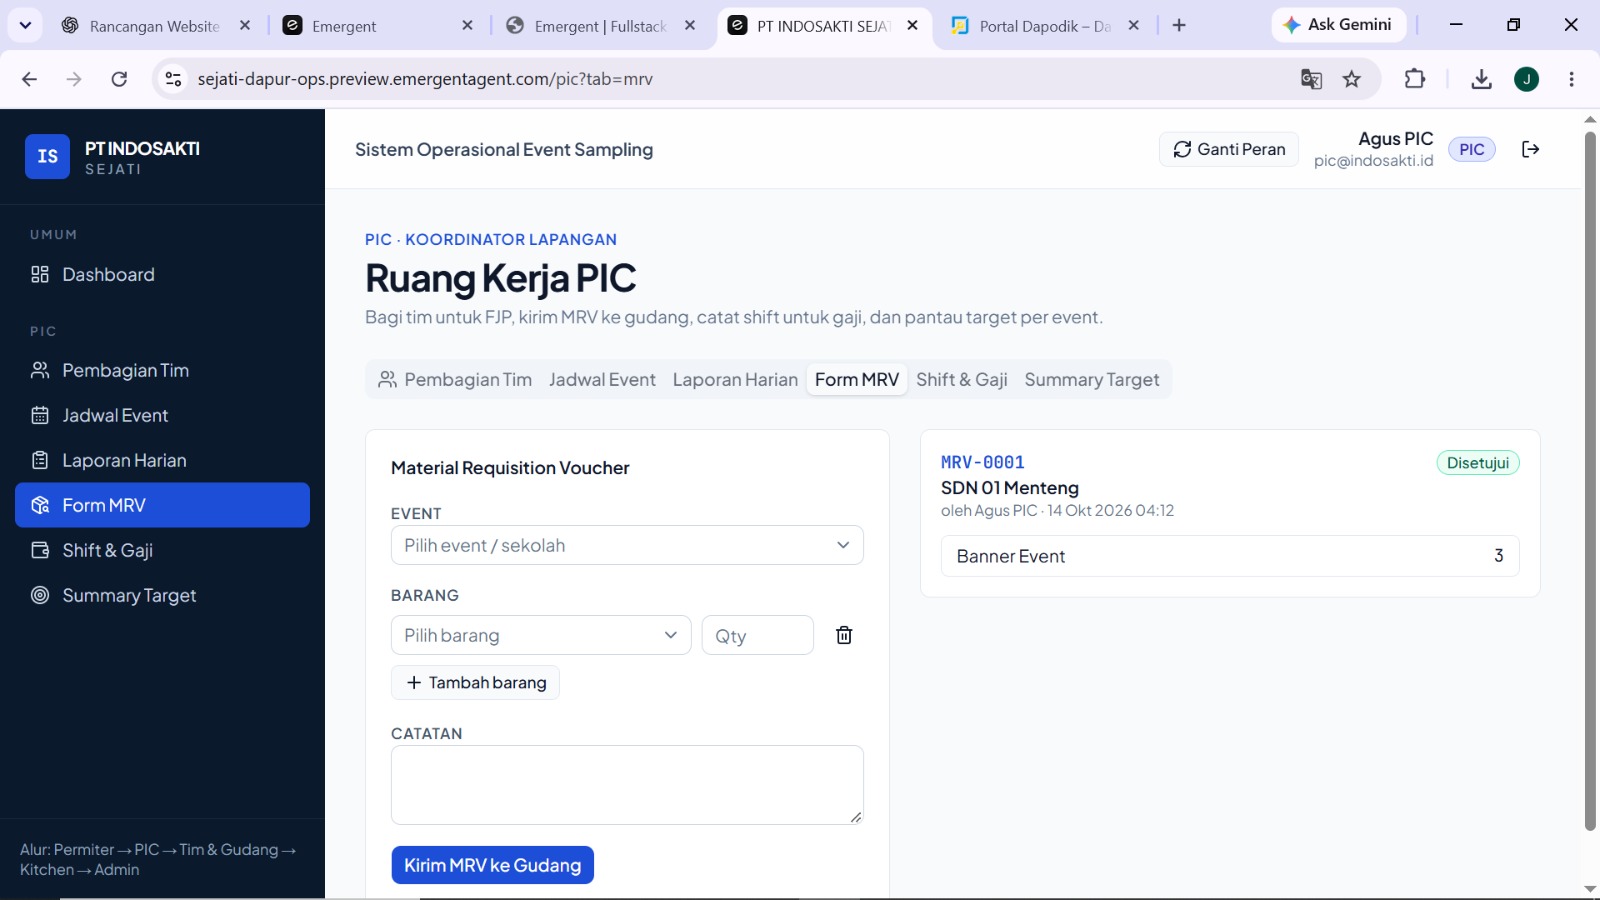 Rancangan Website
Emergent
Emergent | Fullstack
PT INDOSAKTI SEJAT
Portal Dapodik – Da
Ask Gemini
sejati-dapur-ops.preview.emergentagent.com/pic?tab=mrv
J
IS
PT INDOSAKTI
SEJATI
UMUM
Dashboard
PIC
Pembagian Tim
Jadwal Event
Laporan Harian
Form MRV
Shift & Gaji
Summary Target
Alur: Permiter → PIC → Tim & Gudang →
Kitchen → Admin
Sistem Operasional Event Sampling
Ganti Peran
Agus PIC
pic@indosakti.id
PIC
PIC · KOORDINATOR LAPANGAN
Ruang Kerja PIC
Bagi tim untuk FJP, kirim MRV ke gudang, catat shift untuk gaji, dan pantau target per event.
Pembagian Tim Jadwal Event Laporan Harian Form MRV Shift & Gaji Summary Target
Material Requisition Voucher
EVENT
Pilih event / sekolah
BARANG
Pilih barang Qty
+ Tambah barang
CATATAN
Kirim MRV ke Gudang
MRV-0001 Disetujui
SDN 01 Menteng
oleh Agus PIC · 14 Okt 2026 04:12
Banner Event 3